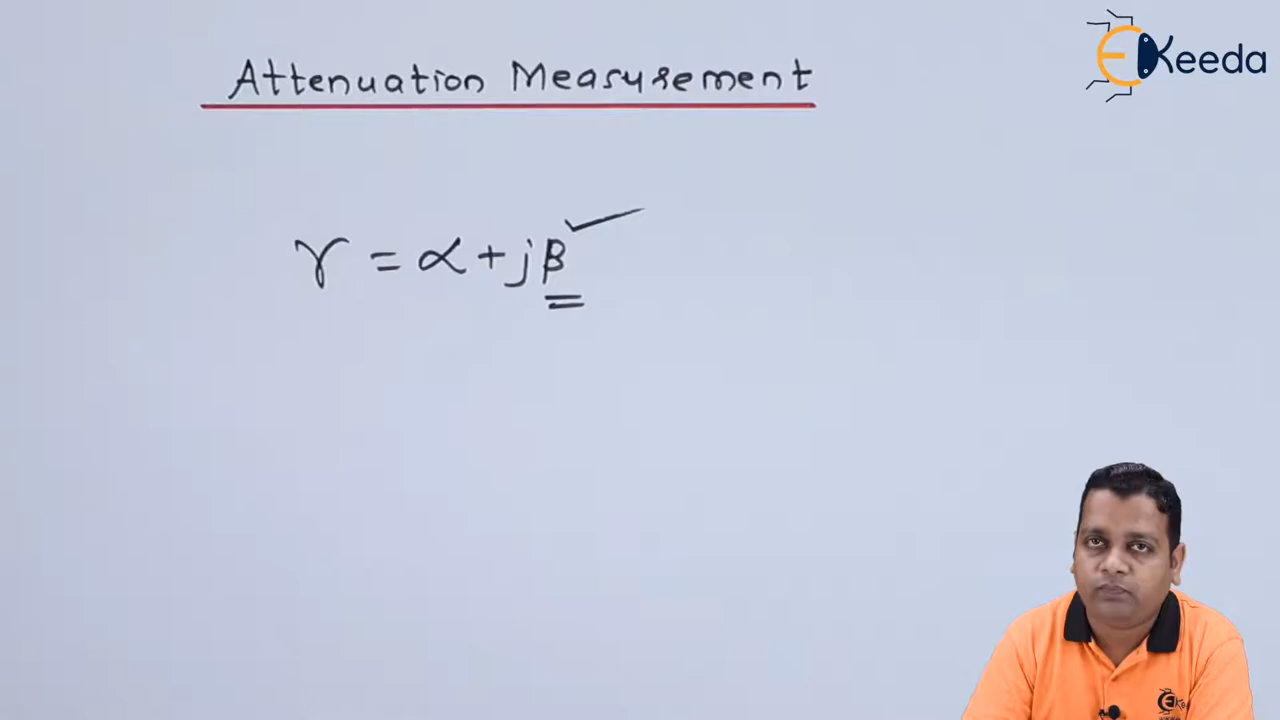 Attenuation Measurement
EKeeda
γ = α + jβ